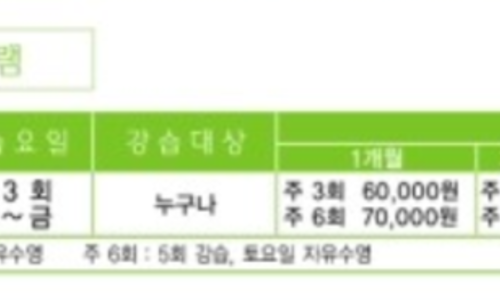 램
습요일 강습대상
1개월
3 회 누구나 주 3회 60,000원 주
~금 주 6회 70,000원 주
유수영 주 6회 : 5회 강습, 토요일 자유수영